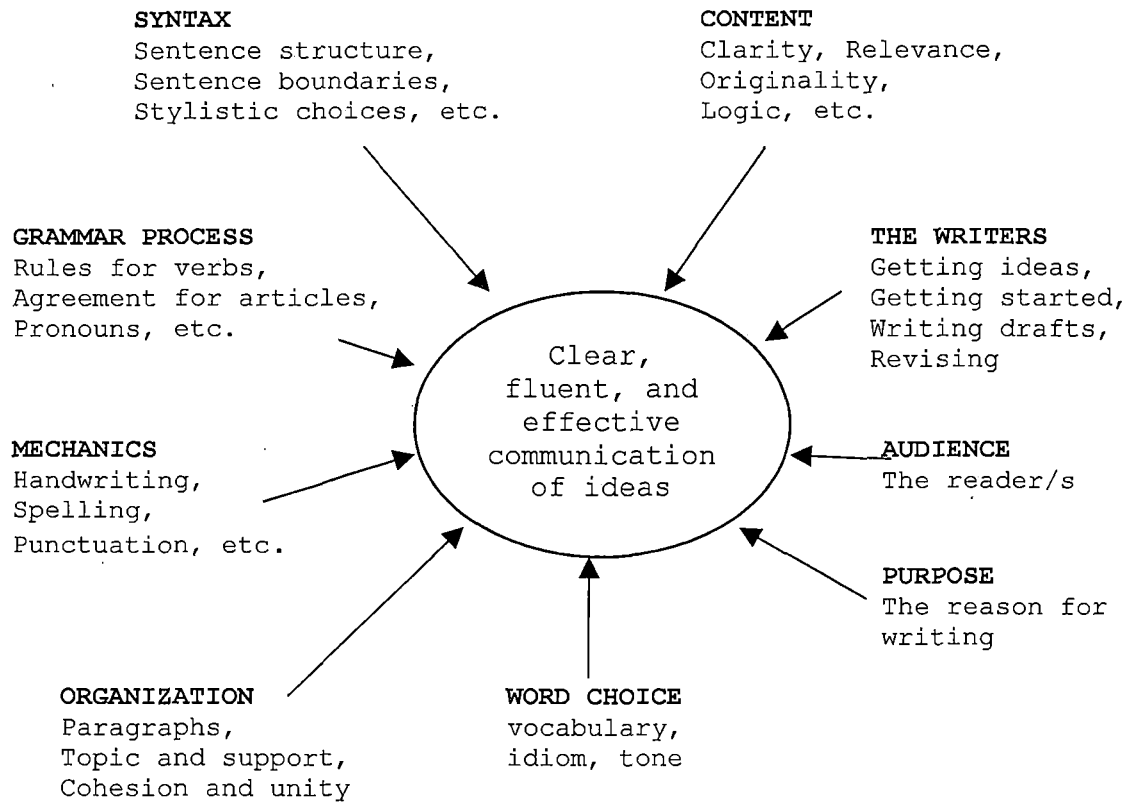 SYNTAX
Sentence structure,
Sentence boundaries,
Stylistic choices, etc.
CONTENT
Clarity, Relevance,
Originality,
Logic, etc.
GRAMMAR PROCESS
Rules for verbs,
Agreement for articles,
Pronouns, etc.
THE WRITERS
Getting ideas,
Getting started,
Writing drafts,
Revising
Clear,
fluent, and
effective
communication
of ideas
MECHANICS
Handwriting,
Spelling,
Punctuation, etc.
AUDIENCE
The reader/s
PURPOSE
The reason for
writing
ORGANIZATION
Paragraphs,
Topic and support,
Cohesion and unity
WORD CHOICE
vocabulary,
idiom, tone